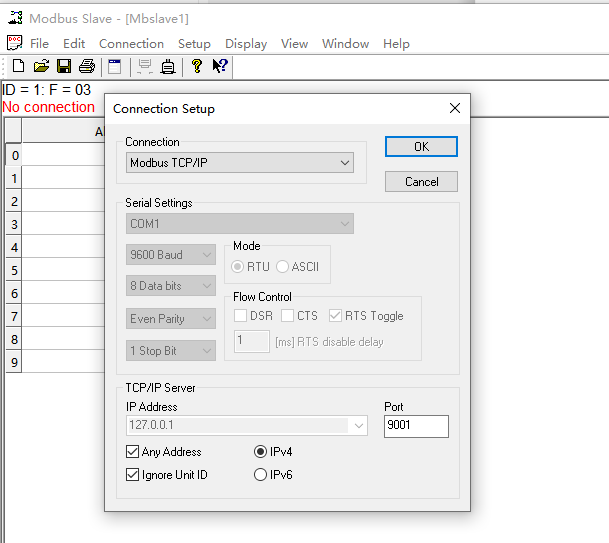 Modbus Slave - [Mbslave1]
File Edit Connection Setup Display View Window Help
ID = 1: F = 03
No connection
Connection Setup
Connection
Modbus TCP/IP
OK
Cancel
Serial Settings
COM1
9600 Baud
8 Data bits
Even Parity
1 Stop Bit
Mode
RTU ASCII
Flow Control
DSR CTS RTS Toggle
1 [ms] RTS disable delay
TCP/IP Server
IP Address Port
127.0.0.1 9001
Any Address IPv4
Ignore Unit ID IPv6
0
1
2
3
4
5
6
7
8
9